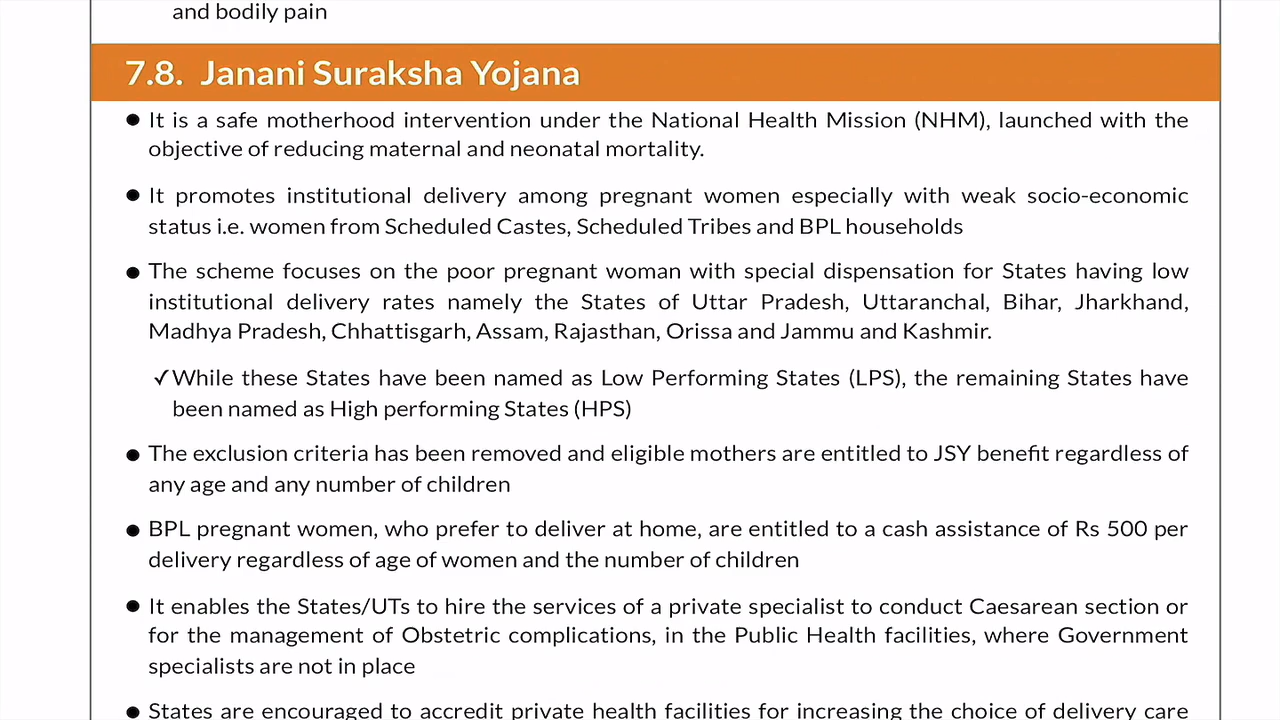 and bodily pain
7.8. Janani Suraksha Yojana
● It is a safe motherhood intervention under the National Health Mission (NHM), launched with the
objective of reducing maternal and neonatal mortality.
● It promotes institutional delivery among pregnant women especially with weak socio-economic
status i.e. women from Scheduled Castes, Scheduled Tribes and BPL households
● The scheme focuses on the poor pregnant woman with special dispensation for States having low
institutional delivery rates namely the States of Uttar Pradesh, Uttaranchal, Bihar, Jharkhand,
Madhya Pradesh, Chhattisgarh, Assam, Rajasthan, Orissa and Jammu and Kashmir.
✓While these States have been named as Low Performing States (LPS), the remaining States have
been named as High performing States (HPS)
● The exclusion criteria has been removed and eligible mothers are entitled to JSY benefit regardless of
any age and any number of children
● BPL pregnant women, who prefer to deliver at home, are entitled to a cash assistance of Rs 500 per
delivery regardless of age of women and the number of children
● It enables the States/UTs to hire the services of a private specialist to conduct Caesarean section or
for the management of Obstetric complications, in the Public Health facilities, where Government
specialists are not in place
● States are encouraged to accredit private health facilities for increasing the choice of delivery care